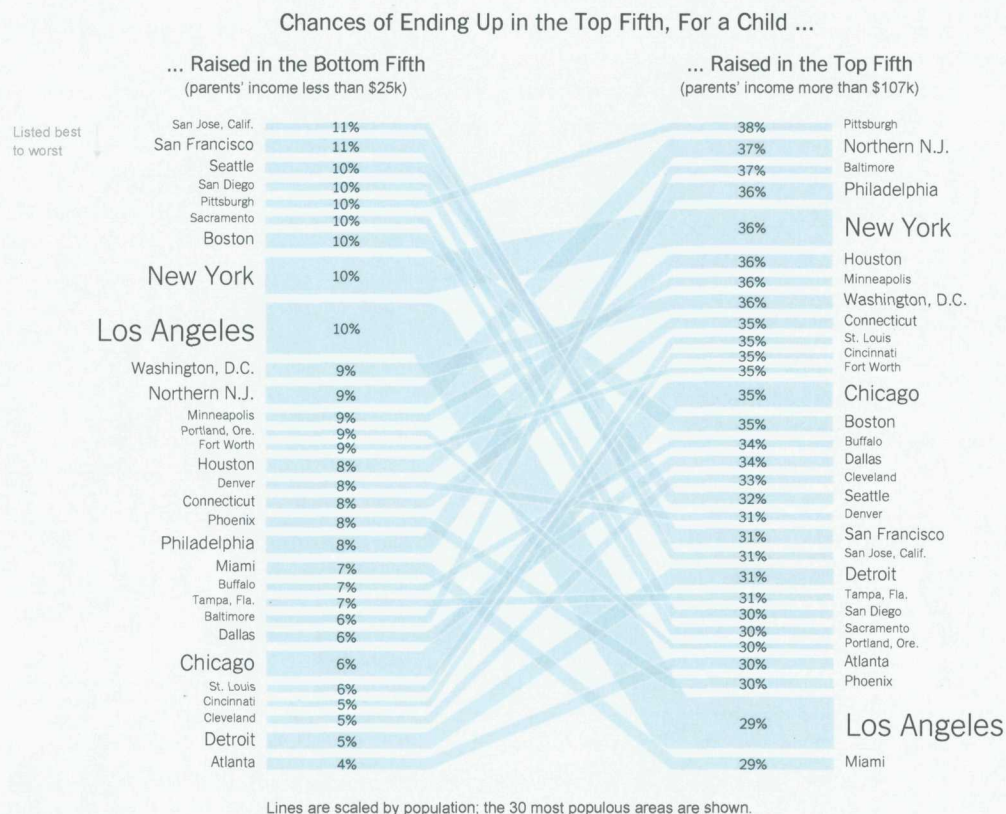 Chances of Ending Up in the Top Fifth, For a Child ...
... Raised in the Bottom Fifth
(parents' income less than $25k)
... Raised in the Top Fifth
(parents' income more than $107k)
Listed best
to worst
San Jose, Calif. 11%
San Francisco 11%
Seattle 10%
San Diego 10%
Pittsburgh 10%
Sacramento 10%
Boston 10%
New York 10%
Los Angeles 10%
Washington, D.C. 9%
Northern N.J. 9%
Minneapolis 9%
Portland, Ore. 9%
Fort Worth 9%
Houston 8%
Denver 8%
Connecticut 8%
Phoenix 8%
Philadelphia 8%
Miami 7%
Buffalo 7%
Tampa, Fla. 7%
Baltimore 6%
Dallas 6%
Chicago 6%
St. Louis 6%
Cincinnati 5%
Cleveland 5%
Detroit 5%
Atlanta 4%
38% Pittsburgh
37% Northern N.J.
37% Baltimore
36% Philadelphia
36% New York
36% Houston
36% Minneapolis
36% Washington, D.C.
35% Connecticut
35% St. Louis
35% Cincinnati
35% Fort Worth
35% Chicago
35% Boston
34% Buffalo
34% Dallas
33% Cleveland
32% Seattle
31% Denver
31% San Francisco
31% San Jose, Calif.
31% Detroit
31% Tampa, Fla.
30% San Diego
30% Sacramento
30% Portland, Ore.
30% Atlanta
30% Phoenix
29% Los Angeles
29% Miami
Lines are scaled by population; the 30 most populous areas are shown.